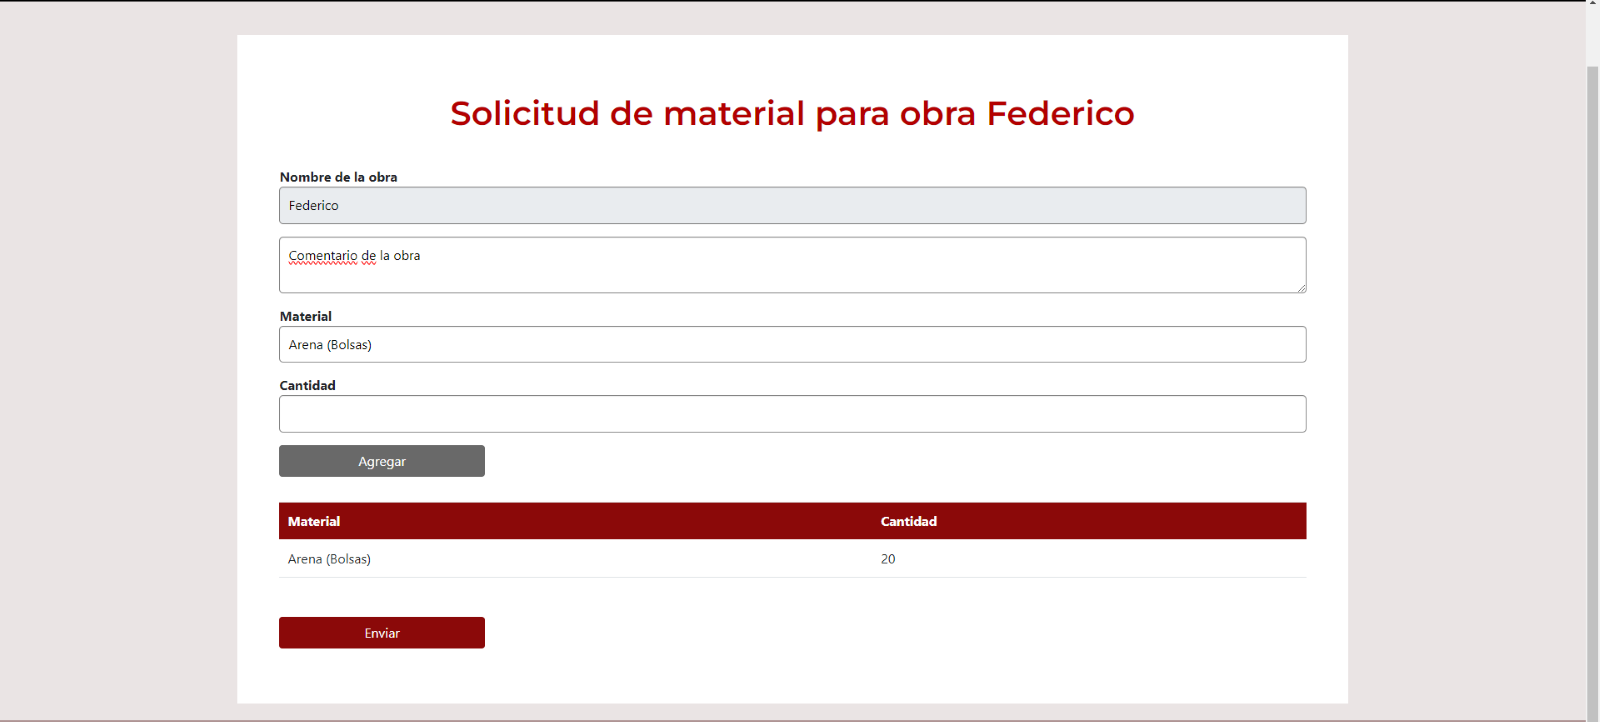 Solicitud de material para obra Federico
Nombre de la obra
Federico
Comentario de la obra
Material
Arena (Bolsas)
Cantidad
Agregar
Material Cantidad
Arena (Bolsas) 20
Enviar